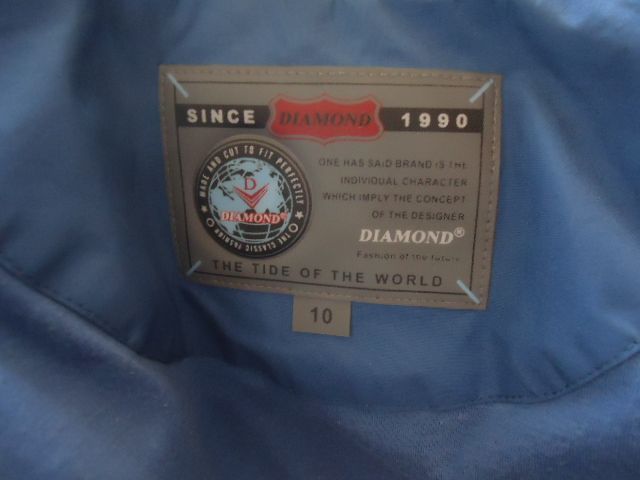 SINCE DIAMOND 1990
MADE AND CUT TO FIT PERFECTLY
D
DIAMOND®
THE CLASSIC FASHION
ONE HAS SAID BRAND IS THE
INDIVIDUAL CHARACTER
WHICH IMPLY THE CONCEPT
OF THE DESIGNER
DIAMOND®
Fashion of the future
THE TIDE OF THE WORLD
10